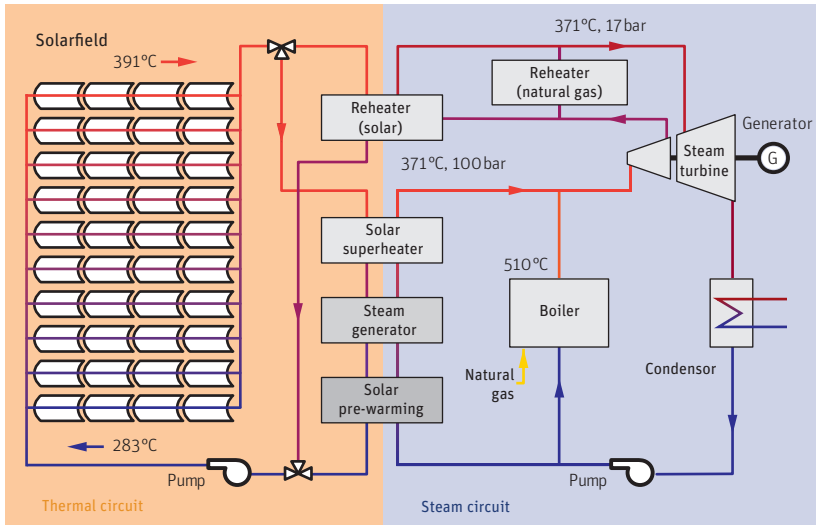 Solarfield
391°C
371°C, 17 bar
Reheater
(natural gas)
Reheater
(solar)
Generator
Steam
turbine
G
371°C, 100 bar
Solar
superheater
510°C
Steam
generator
Boiler
Natural
gas
Condensor
Solar
pre-warming
283°C
Pump
Pump
Thermal circuit
Steam circuit